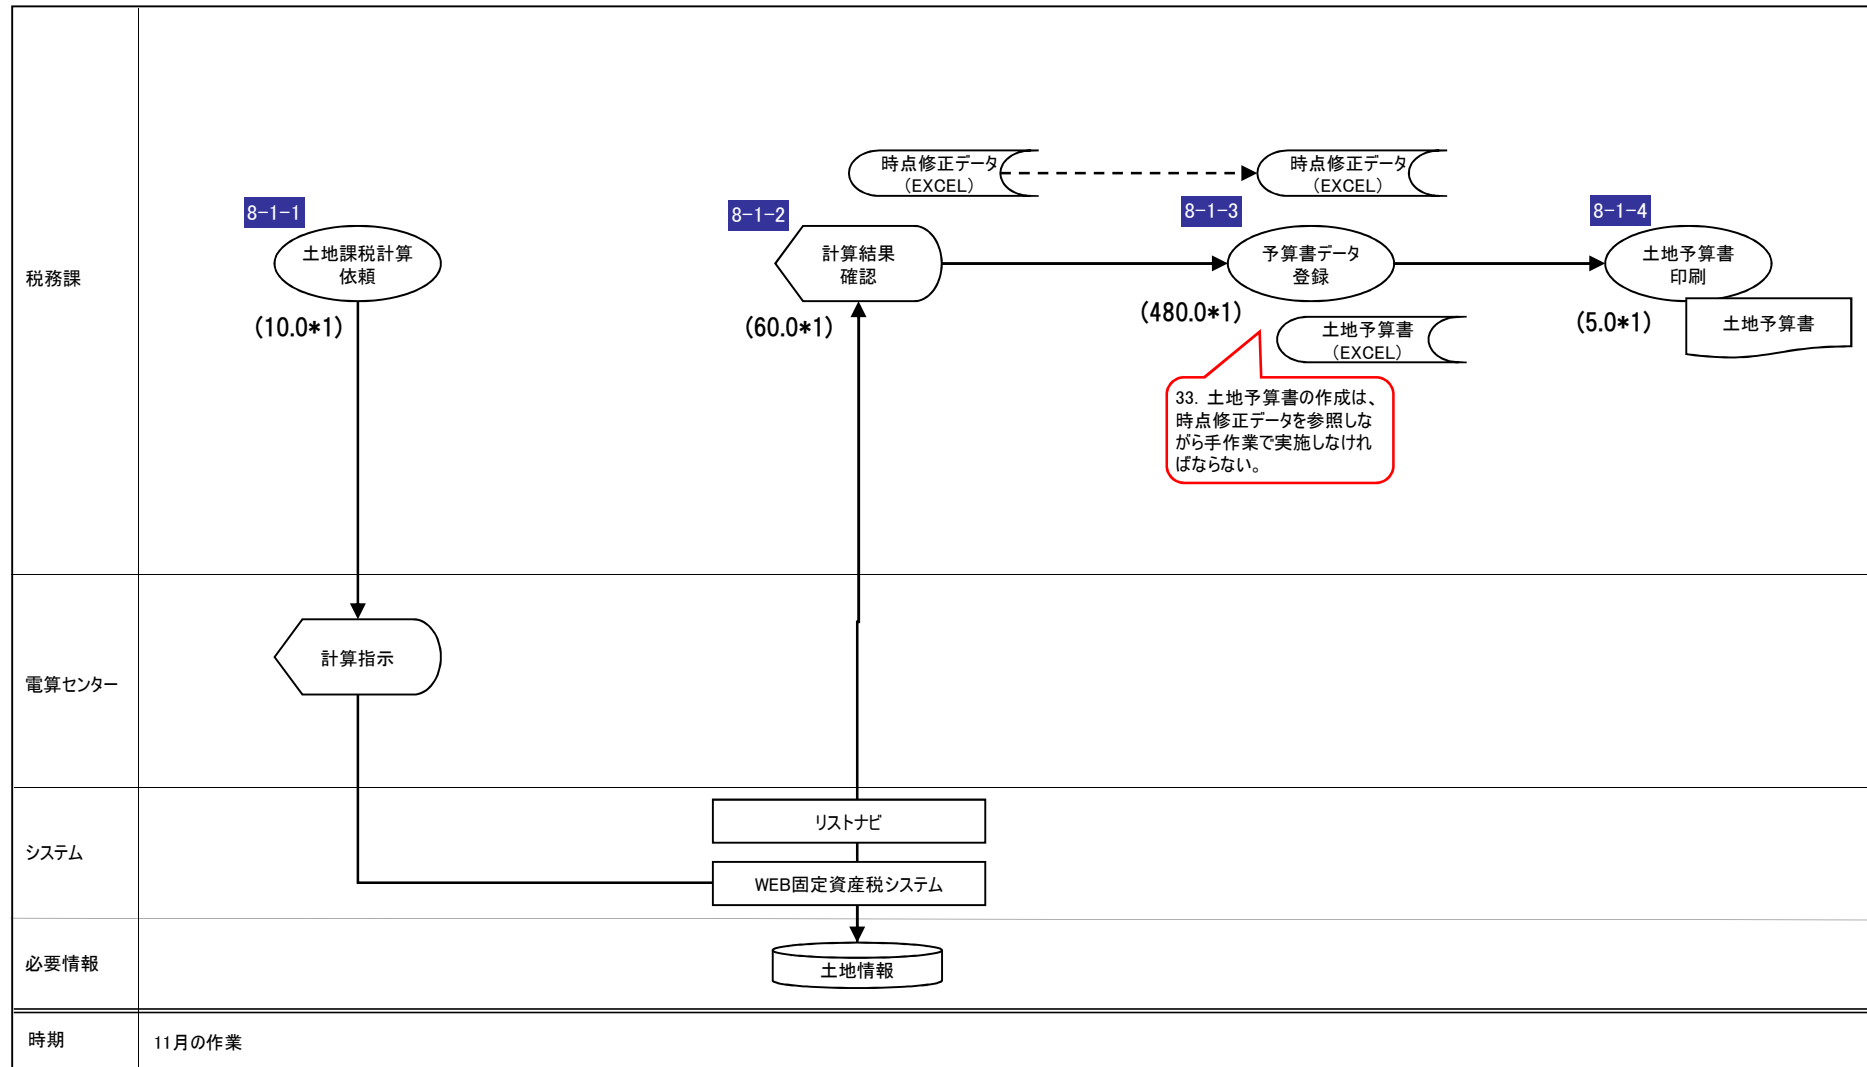 税務課
時点修正データ
（EXCEL）
時点修正データ
（EXCEL）
8-1-1
土地課税計算
依頼
(10.0*1)
8-1-2
計算結果
確認
(60.0*1)
8-1-3
予算書データ
登録
(480.0*1)
土地予算書
（EXCEL）
33. 土地予算書の作成は、
時点修正データを参照しな
がら手作業で実施しなけれ
ばならない。
8-1-4
土地予算書
印刷
(5.0*1)
土地予算書
電算センター
計算指示
システム
リストナビ
WEB固定資産税システム
必要情報
土地情報
時期
11月の作業